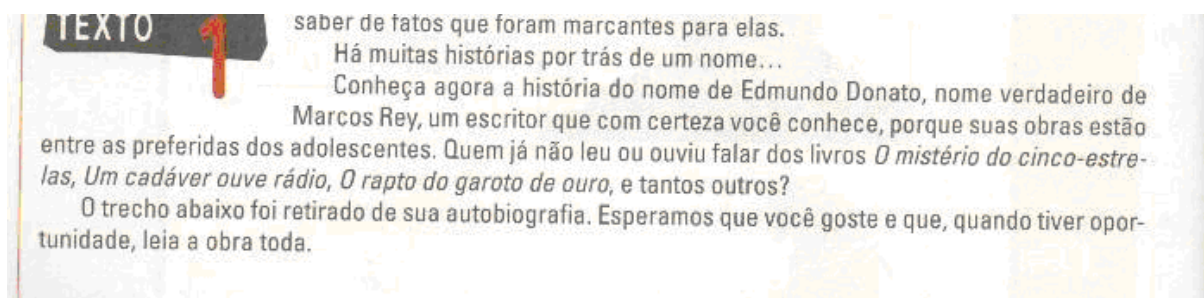 TEXTO 1
saber de fatos que foram marcantes para elas.
Há muitas histórias por trás de um nome...
Conheça agora a história do nome de Edmundo Donato, nome verdadeiro de
Marcos Rey, um escritor que com certeza você conhece, porque suas obras estão
entre as preferidas dos adolescentes. Quem já não leu ou ouviu falar dos livros O mistério do cinco-estre-
las, Um cadáver ouve rádio, O rapto do garoto de ouro, e tantos outros?
O trecho abaixo foi retirado de sua autobiografia. Esperamos que você goste e que, quando tiver opor-
tunidade, leia a obra toda.